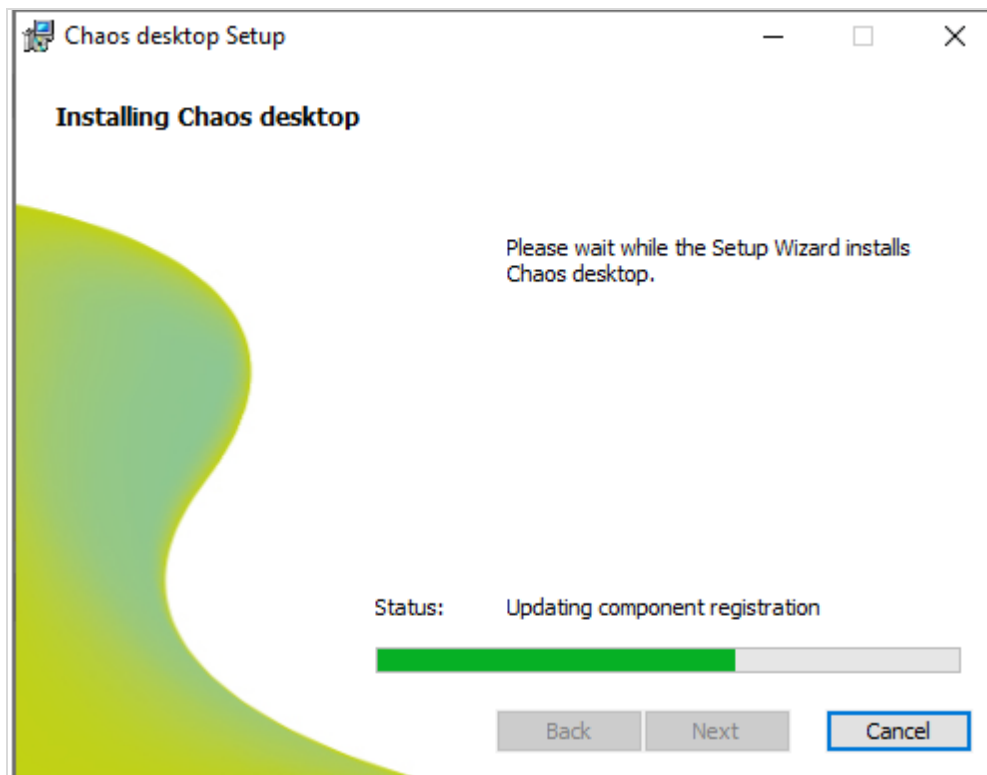 Chaos desktop Setup
Installing Chaos desktop
Please wait while the Setup Wizard installs
Chaos desktop.
Status: Updating component registration
Back Next Cancel